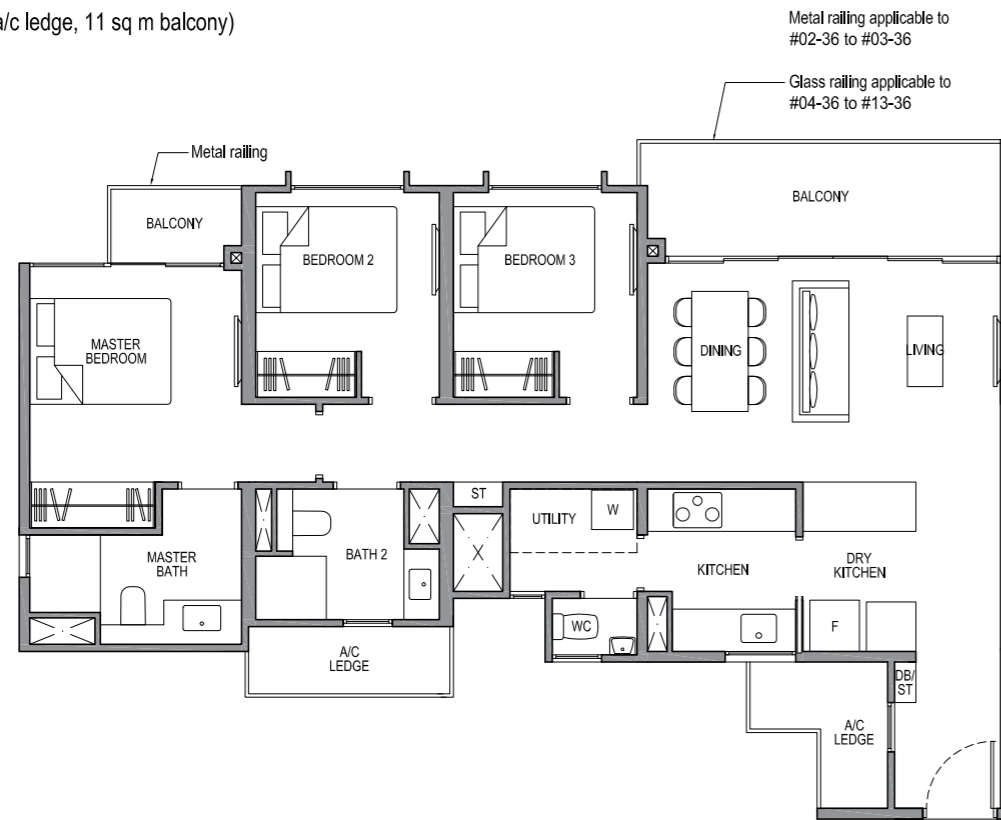 a/c ledge, 11 sq m balcony)
Metal railing applicable to
#02-36 to #03-36
Glass railing applicable to
#04-36 to #13-36
Metal railing
BALCONY
BALCONY
BEDROOM 2
BEDROOM 3
MASTER
BEDROOM
DINING
LIVING
ST
W
UTILITY
BATH 2
MASTER
BATH
X
KITCHEN
DRY
KITCHEN
WC
F
A/C
LEDGE
DB/
ST
A/C
LEDGE